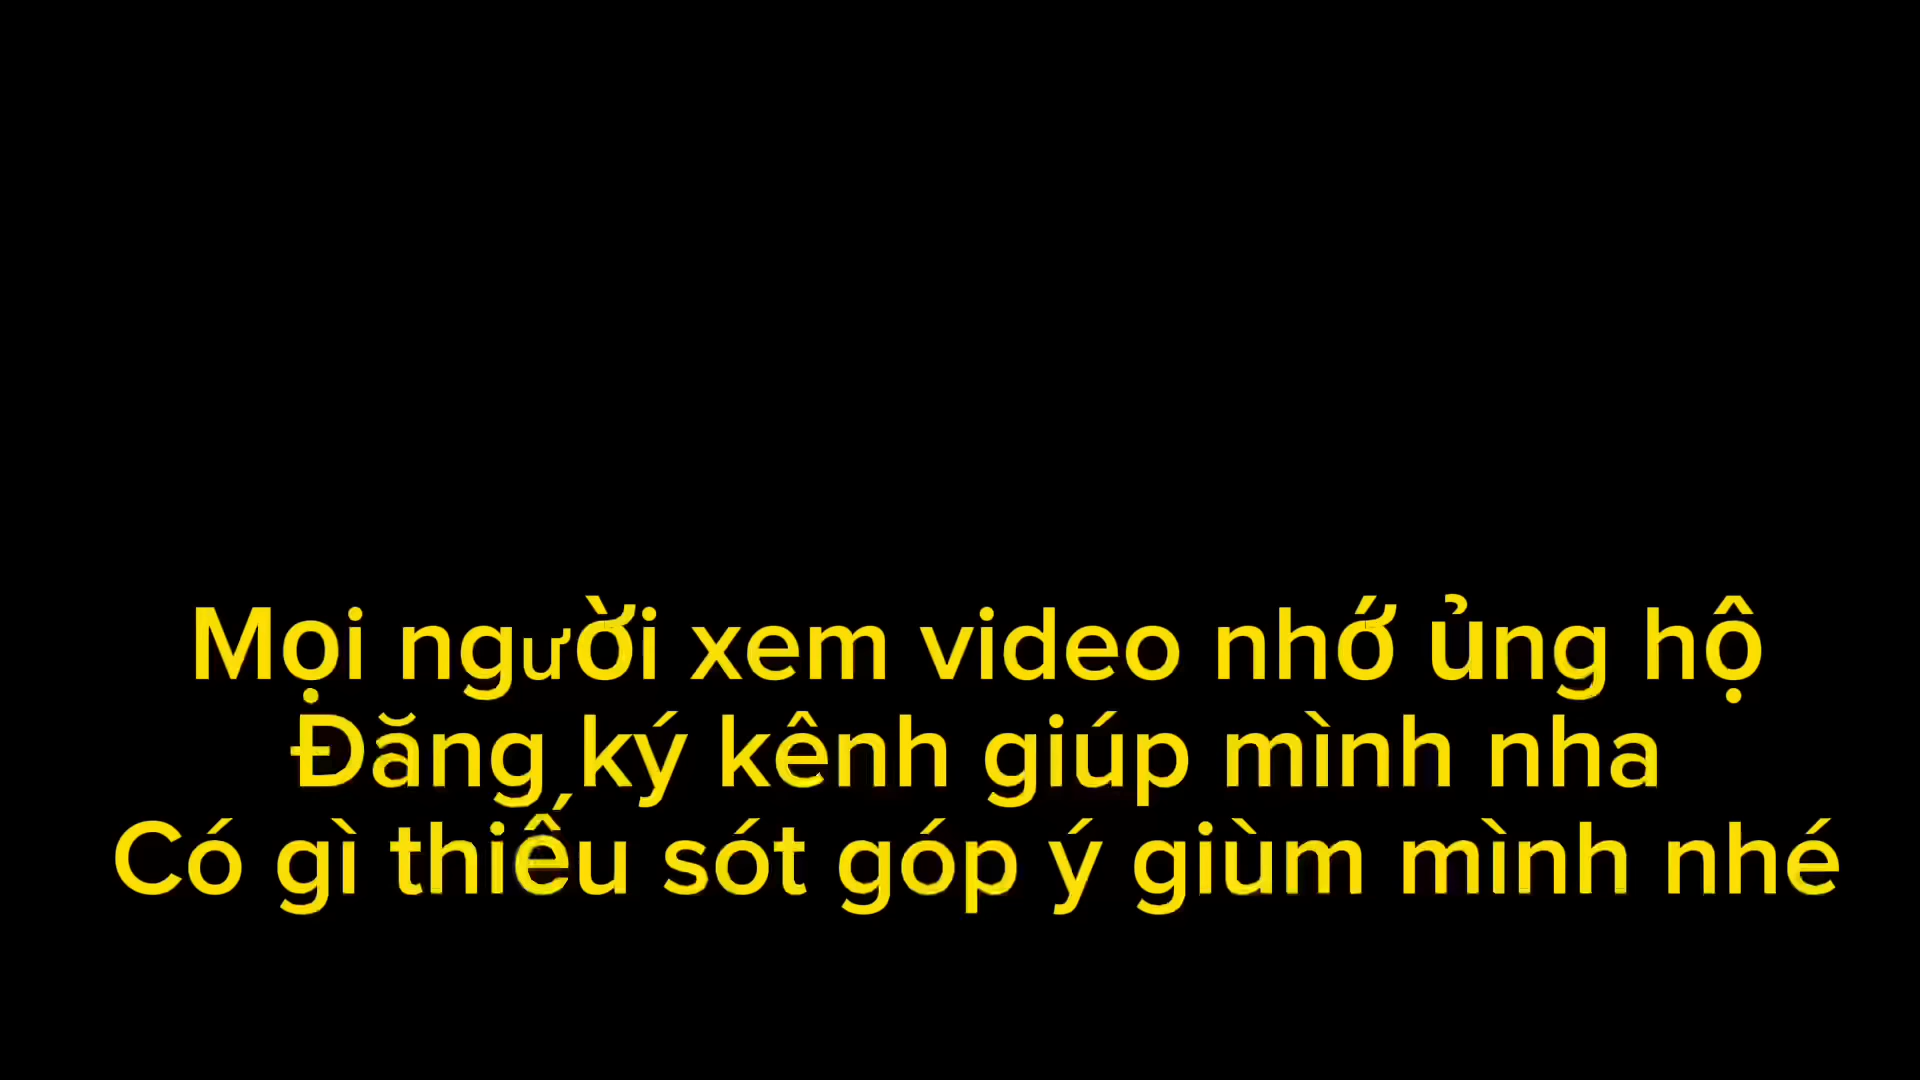 Mọi người xem video nhớ ủng hộ
Đăng ký kênh giúp mình nha
Có gì thiếu sót góp ý giùm mình nhé